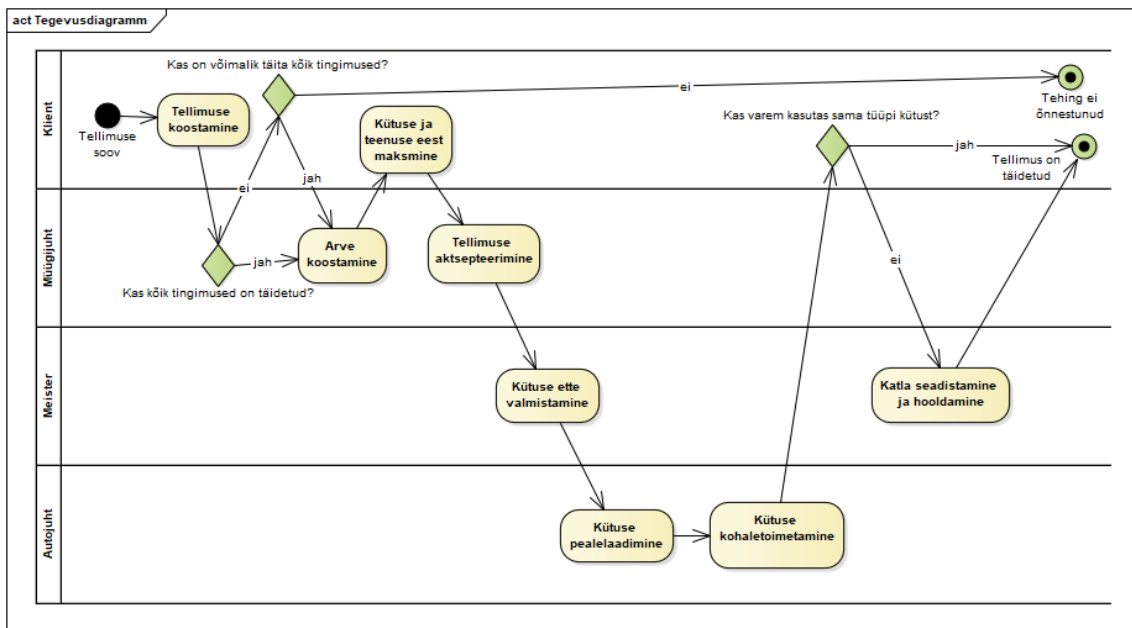 act Tegevusdiagramm
Klient
Kas on võimalik täita kõik tingimused?
Tellimuse
soov
Tellimuse
koostamine
Kütuse ja
teenuse eest
maksmine
ei
Kas varem kasutas sama tüüpi kütust?
Tehing ei
õnnestunud
jah
Tellimus on
täidetud
ei
jah
Müügijuht
Kas kõik tingimused on täidetud?
jah
Arve
koostamine
Tellimuse
aktsepteerimine
ei
Meister
Kütuse ette
valmistamine
Katla seadistamine
ja hooldamine
Autojuht
Kütuse
pealelaadimine
Kütuse
kohaletoimetamine